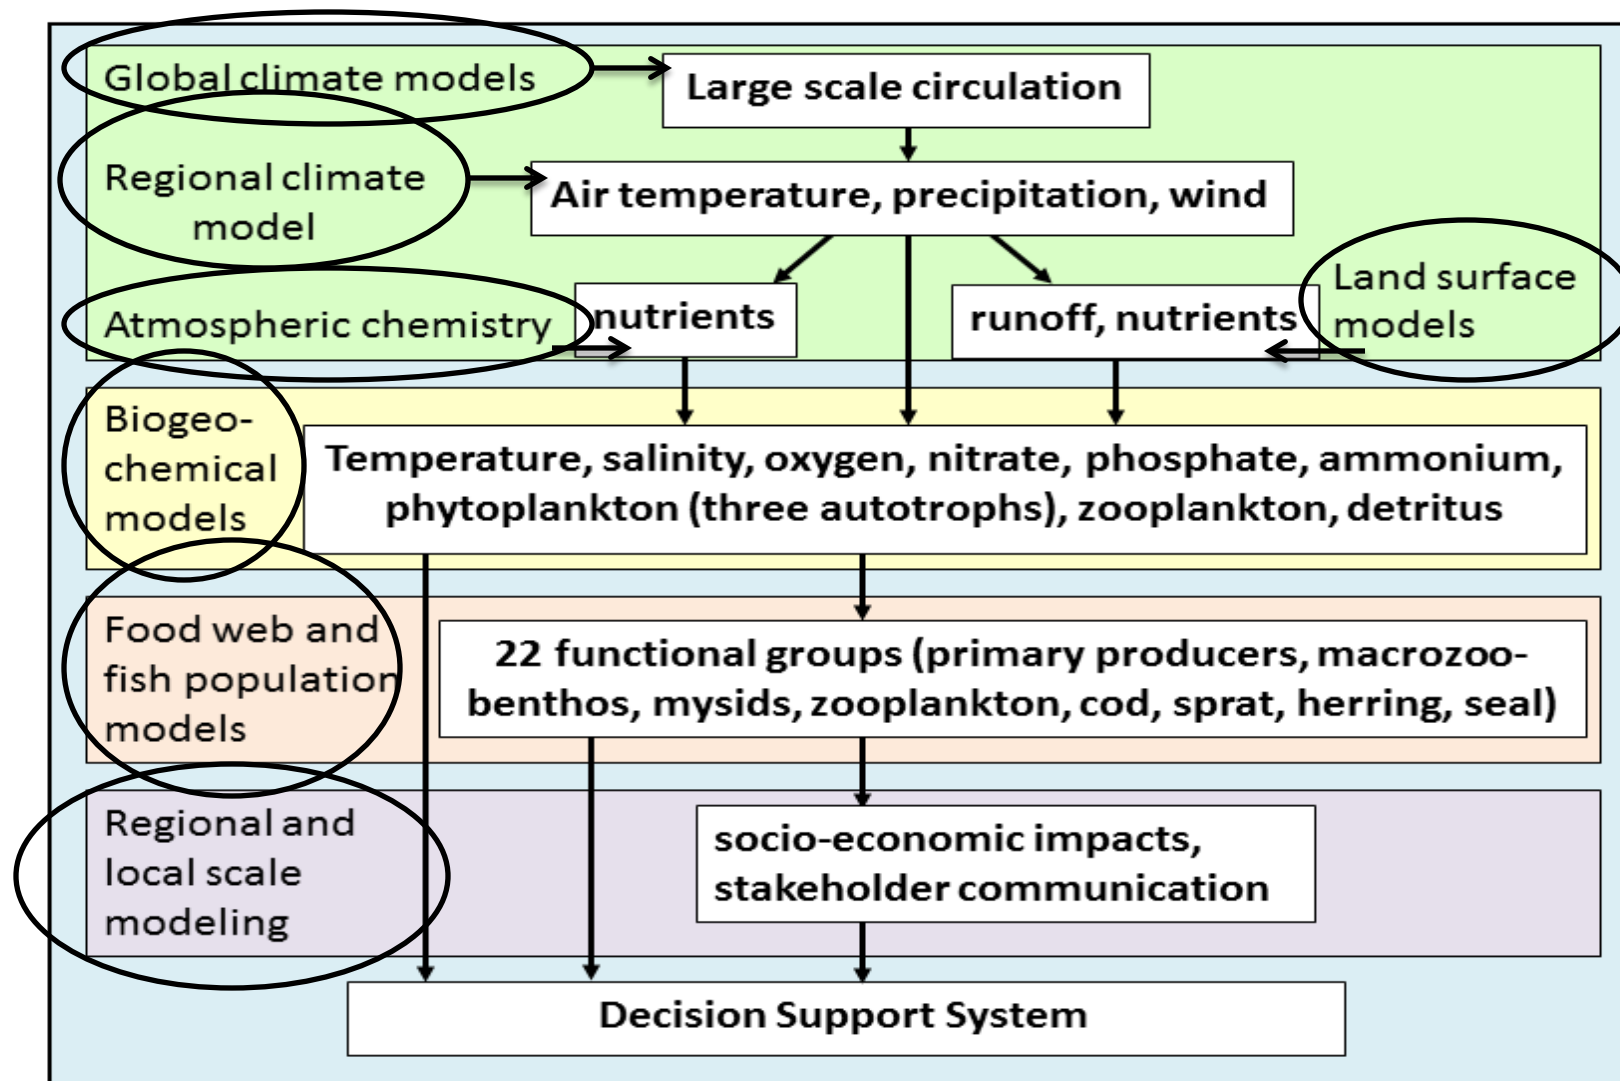 Global climate models
Large scale circulation
Regional climate
model
Air temperature, precipitation, wind
Atmospheric chemistry
nutrients
runoff, nutrients
Land surface
models
Biogeo-
chemical
models
Temperature, salinity, oxygen, nitrate, phosphate, ammonium,
phytoplankton (three autotrophs), zooplankton, detritus
Food web and
fish population
models
22 functional groups (primary producers, macrozoo-
benthos, mysids, zooplankton, cod, sprat, herring, seal)
Regional and
local scale
modeling
socio-economic impacts,
stakeholder communication
Decision Support System